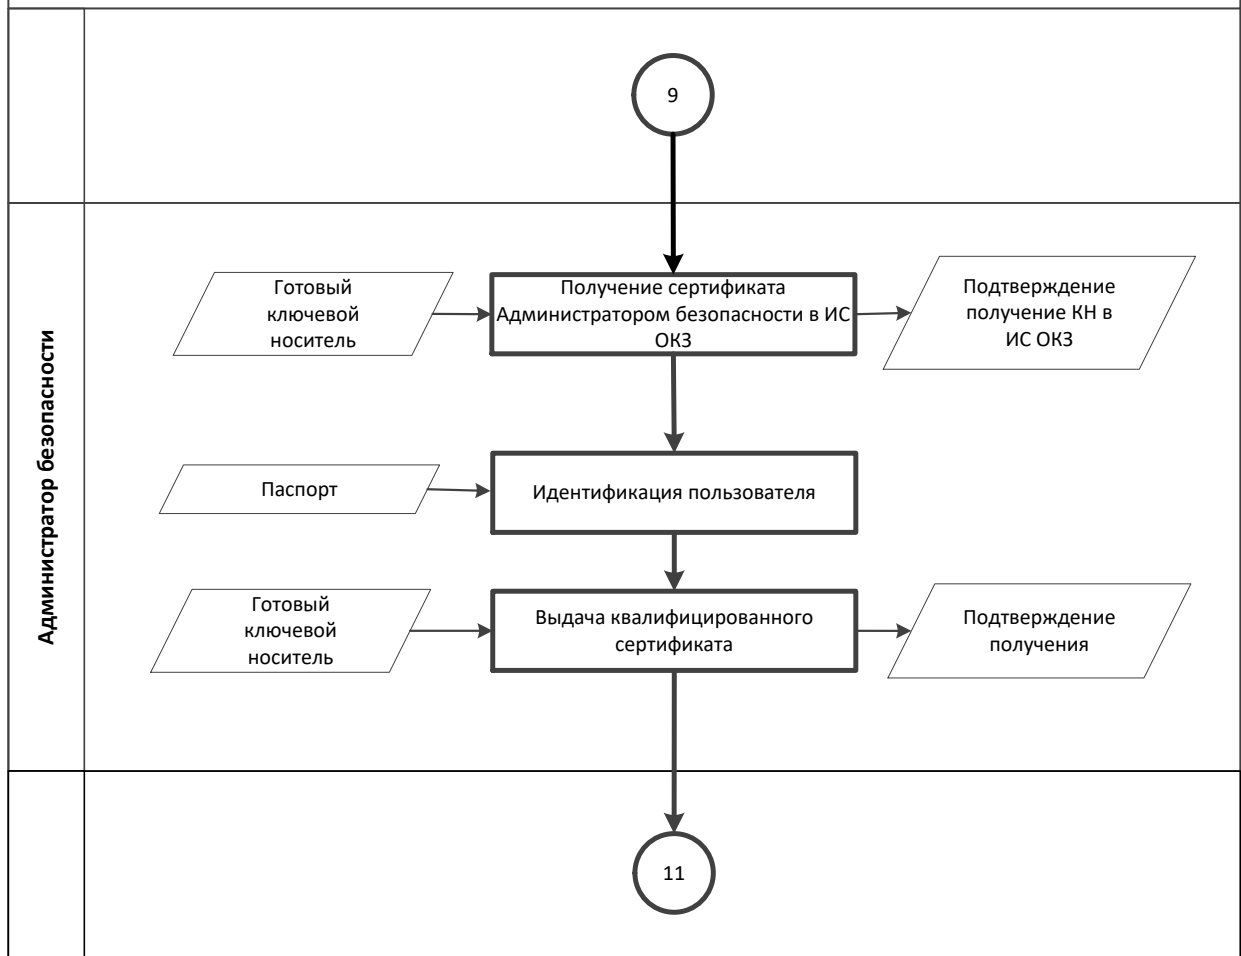 9
Готовый
ключевой
носитель
Получение сертификата
Администратором безопасности в ИС
ОКЗ
Подтверждение
получение КН в
ИС ОКЗ
Администратор безопасности
Паспорт
Идентификация пользователя
Готовый
ключевой
носитель
Выдача квалифицированного
сертификата
Подтверждение
получения
11